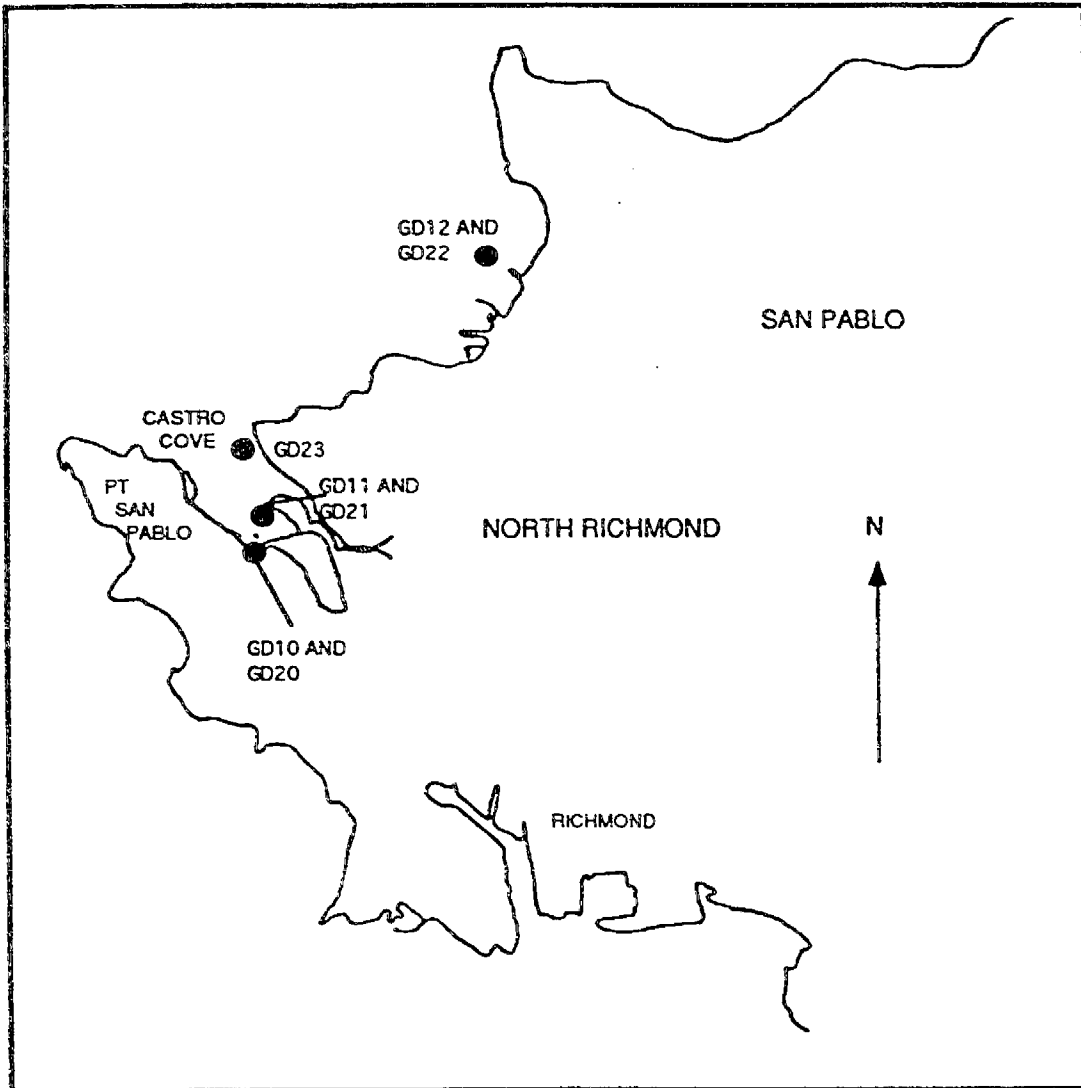 GD12 AND
GD22
SAN PABLO
CASTRO
COVE
GD23
PT
SAN
PABLO
GD11 AND
GD21
NORTH RICHMOND
N
GD10 AND
GD20
RICHMOND